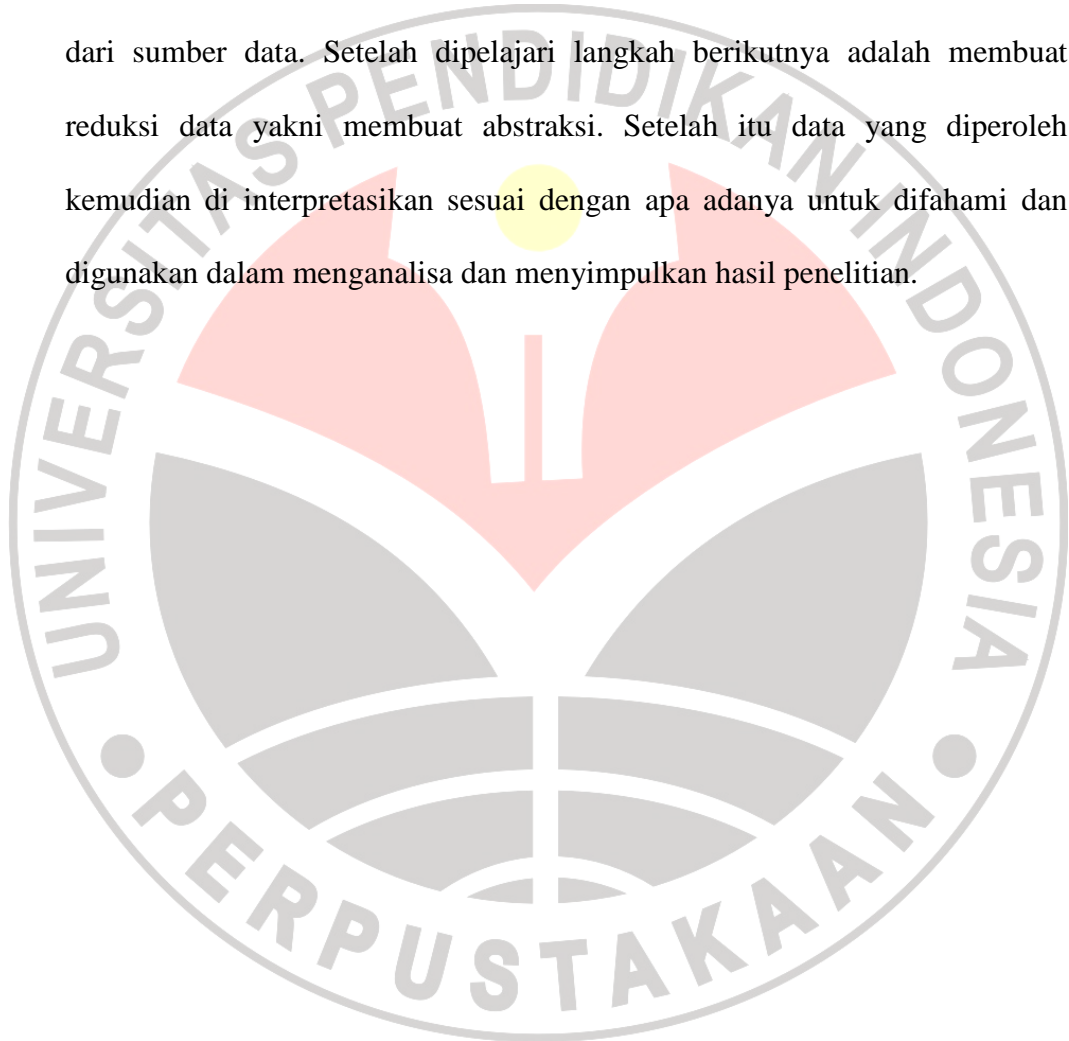 dari sumber data. Setelah dipelajari langkah berikutnya adalah membuat
reduksi data yakni membuat abstraksi. Setelah itu data yang diperoleh
kemudian di interpretasikan sesuai dengan apa adanya untuk difahami dan
digunakan dalam menganalisa dan menyimpulkan hasil penelitian.
UNIVERSITAS PENDIDIKAN INDONESIA
PERPUSTAKAAN